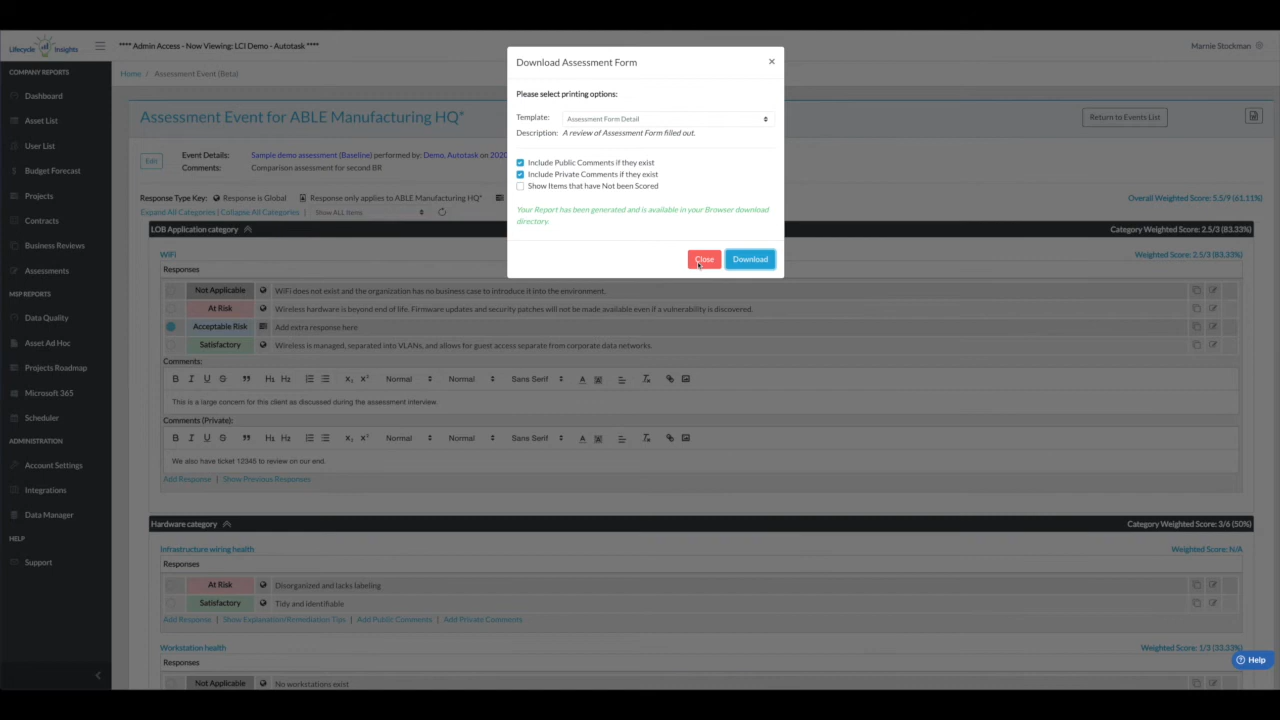 Lifecycle Insights
**** Admin Access - Now Viewing: LCI Demo - Autotask ****
Marnie Stockman
COMPANY REPORTS
Dashboard
Asset List
User List
Budget Forecast
Projects
Contracts
Business Reviews
Assessments
MSP REPORTS
Data Quality
Asset Ad Hoc
Projects Roadmap
Microsoft 365
Scheduler
ADMINISTRATION
Account Settings
Integrations
Data Manager
HELP
Support
Home / Assessment Event (Beta)
Assessment Event for ABLE Manufacturing HQ*
Return to Events List
Edit
Event Details: Sample demo assessment (Baseline) performed by: Demo, Autotask on 202
Comments: Comparison assessment for second BR
Response Type Key: Response is Global Response only applies to ABLE Manufacturing HQ*
Overall Weighted Score: 5.5/9 (61.11%)
Expand All Categories | Collapse All Categories | Show ALL Items
Download Assessment Form
×
Please select printing options:
Template: Assessment Form Detail
Description: A review of Assessment Form filled out.
Include Public Comments if they exist
Include Private Comments if they exist
Show Items that have Not been Scored
Your Report has been generated and is available in your Browser download
directory.
Close Download
LOB Application category Category Weighted Score: 2.5/3 (83.33%)
WiFi Weighted Score: 2.5/3 (83.33%)
Responses
Not Applicable WiFi does not exist and the organization has no business case to introduce it into the environment.
At Risk Wireless hardware is beyond end of life. Firmware updates and security patches will not be made available even if a vulnerability is discovered.
Acceptable Risk Add extra response here
Satisfactory Wireless is managed, separated into VLANs, and allows for guest access separate from corporate data networks.
Comments:
B I U S H1 H2 X2 X2 Normal Normal Sans Serif A A
This is a large concern for this client as discussed during the assessment interview.
Comments (Private):
B I U S H1 H2 X2 X2 Normal Normal Sans Serif A A
We also have ticket 12345 to review on our end.
Add Response | Show Previous Responses
Hardware category Category Weighted Score: 3/6 (50%)
Infrastructure wiring health Weighted Score: N/A
Responses
At Risk Disorganized and lacks labeling
Satisfactory Tidy and identifiable
Add Response | Show Explanation/Remediation Tips | Add Public Comments | Add Private Comments
Workstation health Weighted Score: 1/3 (33.33%)
Responses
Not Applicable No workstations exist
Help